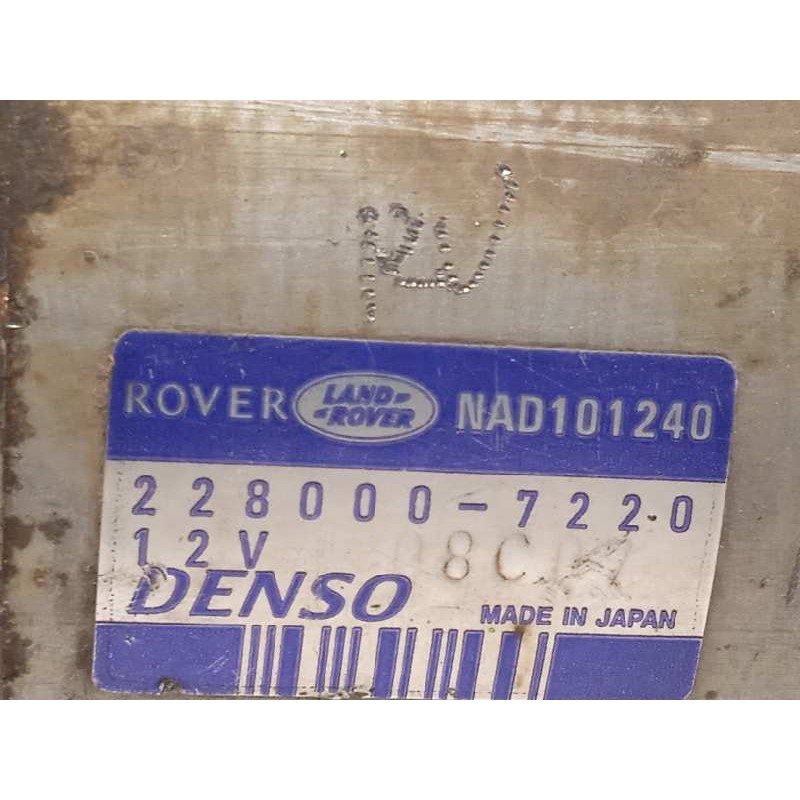 ROVER LAND ROVER NAD101240
228000-7220
12V
DENSO MADE IN JAPAN